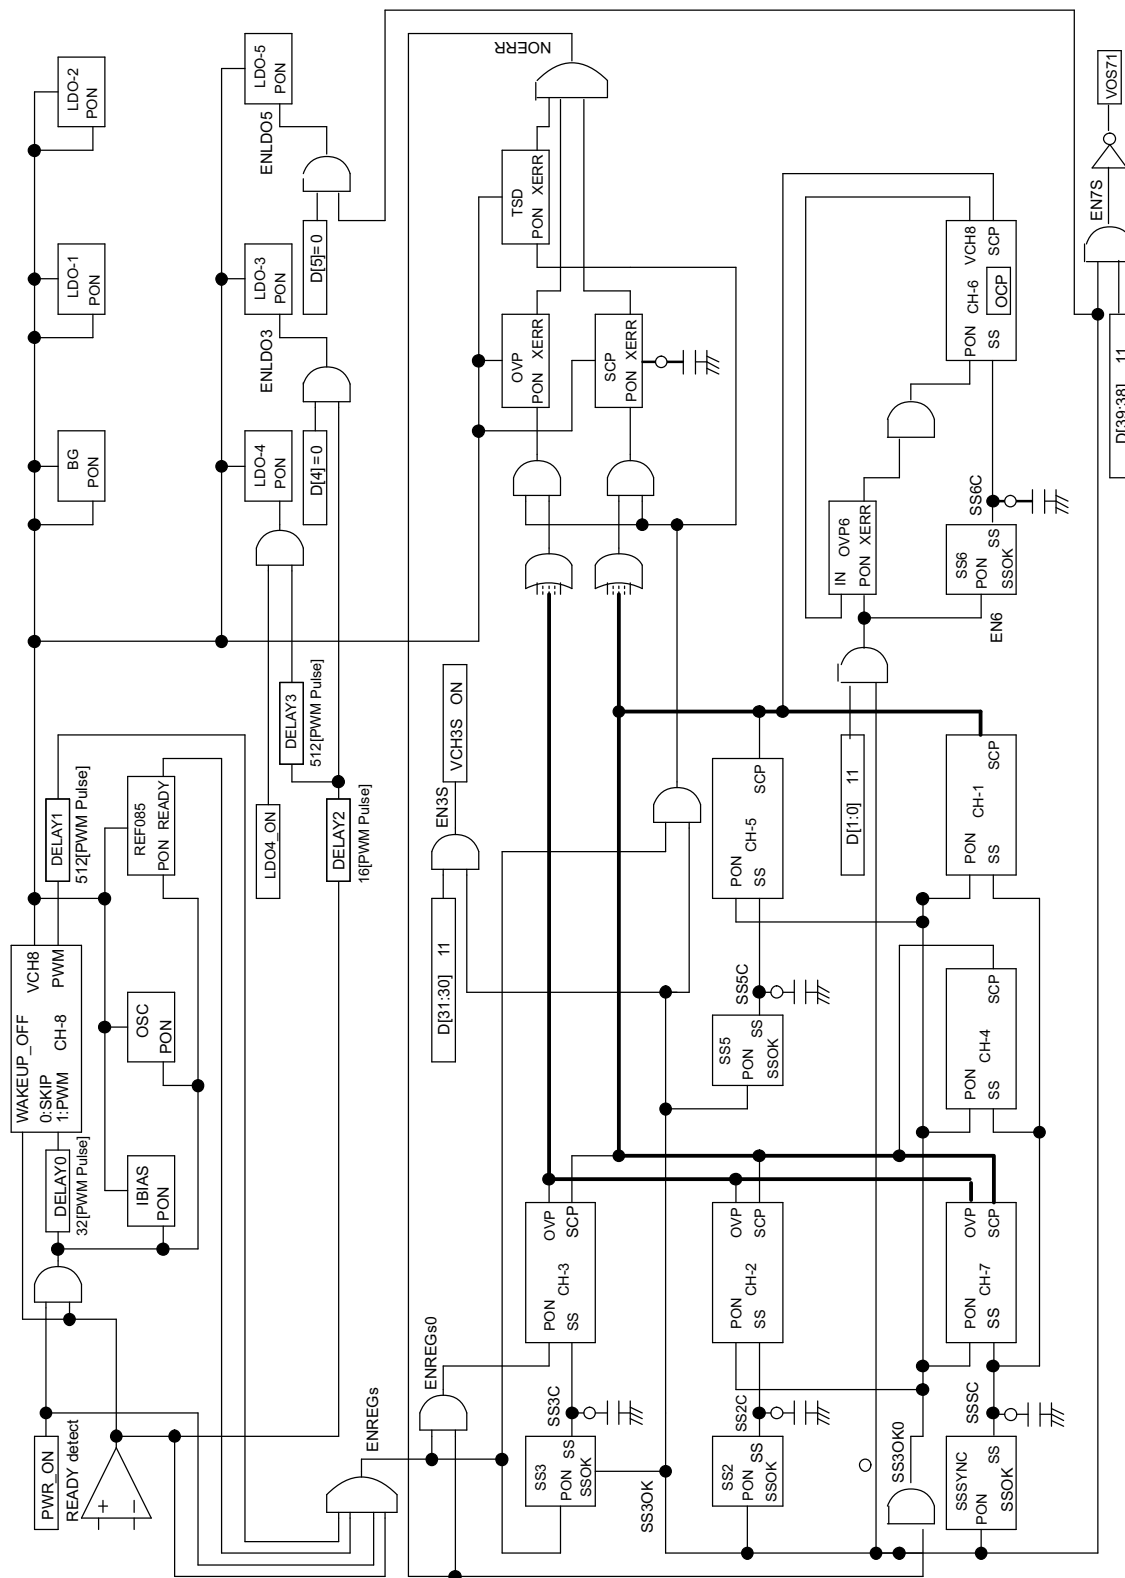 LDO-2
PON
LDO-1
PON
BG
PON
LDO-5
PON
ENLDO5
D[5]= 0
LDO-3
PON
ENLDO3
D[4]= 0
LDO-4
PON
NOERR
TSD
PON XERR
OVP
PON XERR
SCP
PON XERR
VOS71
EN7S
D[39:38] 11
VCH8
CH-6
SCP
OCP
PON
SS
IN OVP6
PON XERR
SS6C
SS6
PON SS
SSOK
EN6
D[1:0] 11
WAKEUP_OFF VCH8
0:SKIP
1:PWM CH-8 PWM
DELAY1
512[PWM Pulse]
REF085
PON READY
OSC
PON
IBIAS
PON
DELAY0
32[PWM Pulse]
LDO4_ON
DELAY3
512[PWM Pulse]
DELAY2
16[PWM Pulse]
VCH3S ON
EN3S
D[31:30] 11
SCP
CH-5
PON
SS
SS5C
SS5
PON SS
SSOK
SCP
CH-1
PON
SS
SCP
CH-4
PON
SS
OVP
SCP
CH-3
PON
SS
OVP
SCP
CH-2
PON
SS
OVP
SCP
CH-7
PON
SS
PWR_ON
READY detect
+ −
ENREGs
ENREGs0
SS3C
SS3
PON SS
SSOK
SS3OK
SS2C
SS2
PON SS
SSOK
SS3OK0
SSSC
SSSYNC
PON SS
SSOK